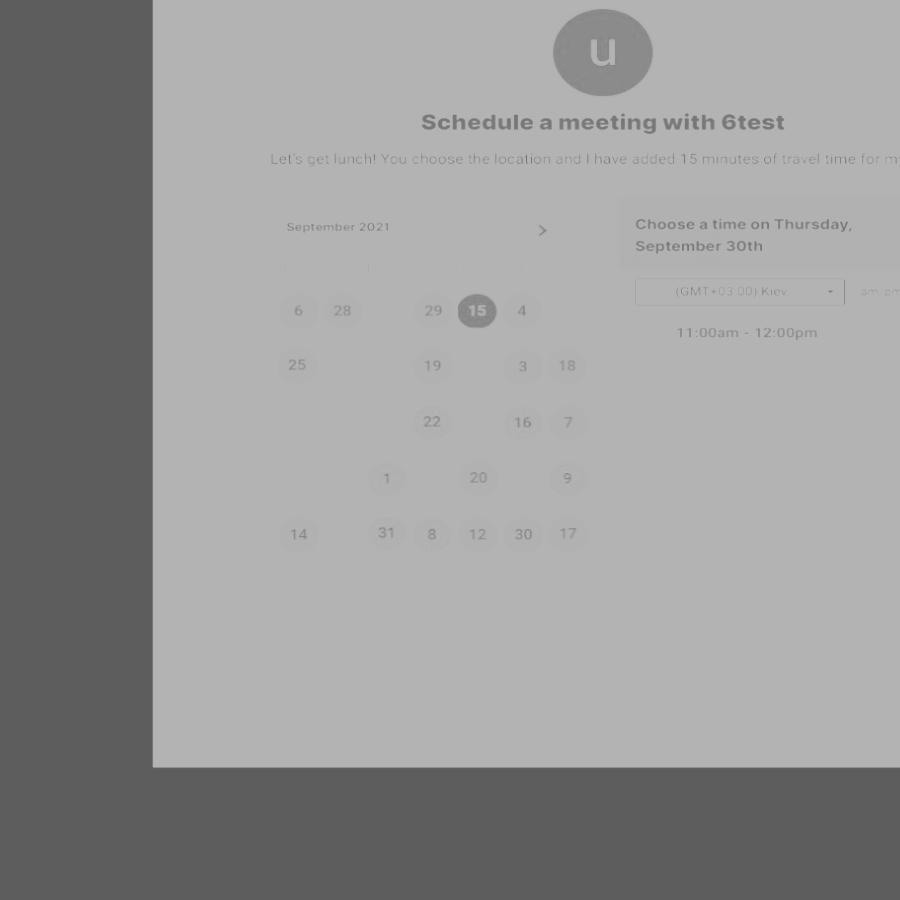 u
Schedule a meeting with 6test
Let's get lunch! You choose the location and I have added 15 minutes of travel time for
September 2021
Choose a time on Thursday,
September 30th
(GMT+03:00) Kiev
am
11:00am - 12:00pm
6 28 29 15 4
25 19 3 18
22 16 7
1 20 9
14 31 8 12 30 17